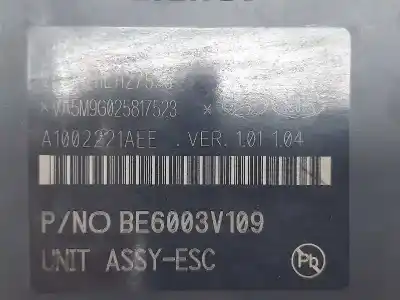 *VA5M9G025817523 *
A1002221AEE . VER. 1.01 1.04
P/NO BE6003V109
UNIT ASSY-ESC
Pb